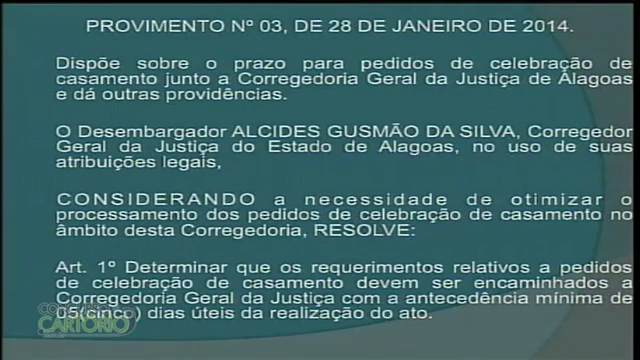 PROVIMENTO Nº 03, DE 28 DE JANEIRO DE 2014.
Dispõe sobre o prazo para pedidos de celebração de
casamento junto a Corregedoria Geral da Justiça de Alagoas
e dá outras providências.
O Desembargador ALCIDES GUSMÃO DA SILVA, Corregedor
Geral da Justiça do Estado de Alagoas, no uso de suas
atribuições legais,
CONSIDERANDO a necessidade de otimizar o
processamento dos pedidos de celebração de casamento no
âmbito desta Corregedoria, RESOLVE:
Art. 1º Determinar que os requerimentos relativos a pedidos
de celebração de casamento devem ser encaminhados a
Corregedoria Geral da Justiça com a antecedência mínima de
05(cinco) dias úteis da realização do ato.
CONCURSO
CARTÓRIO